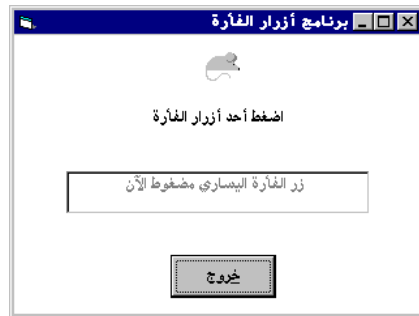 برنامج أزرار الفأرة
اضغط أحد أزرار الفأرة
زر الفأرة اليساري مضغوط الآن
خروج